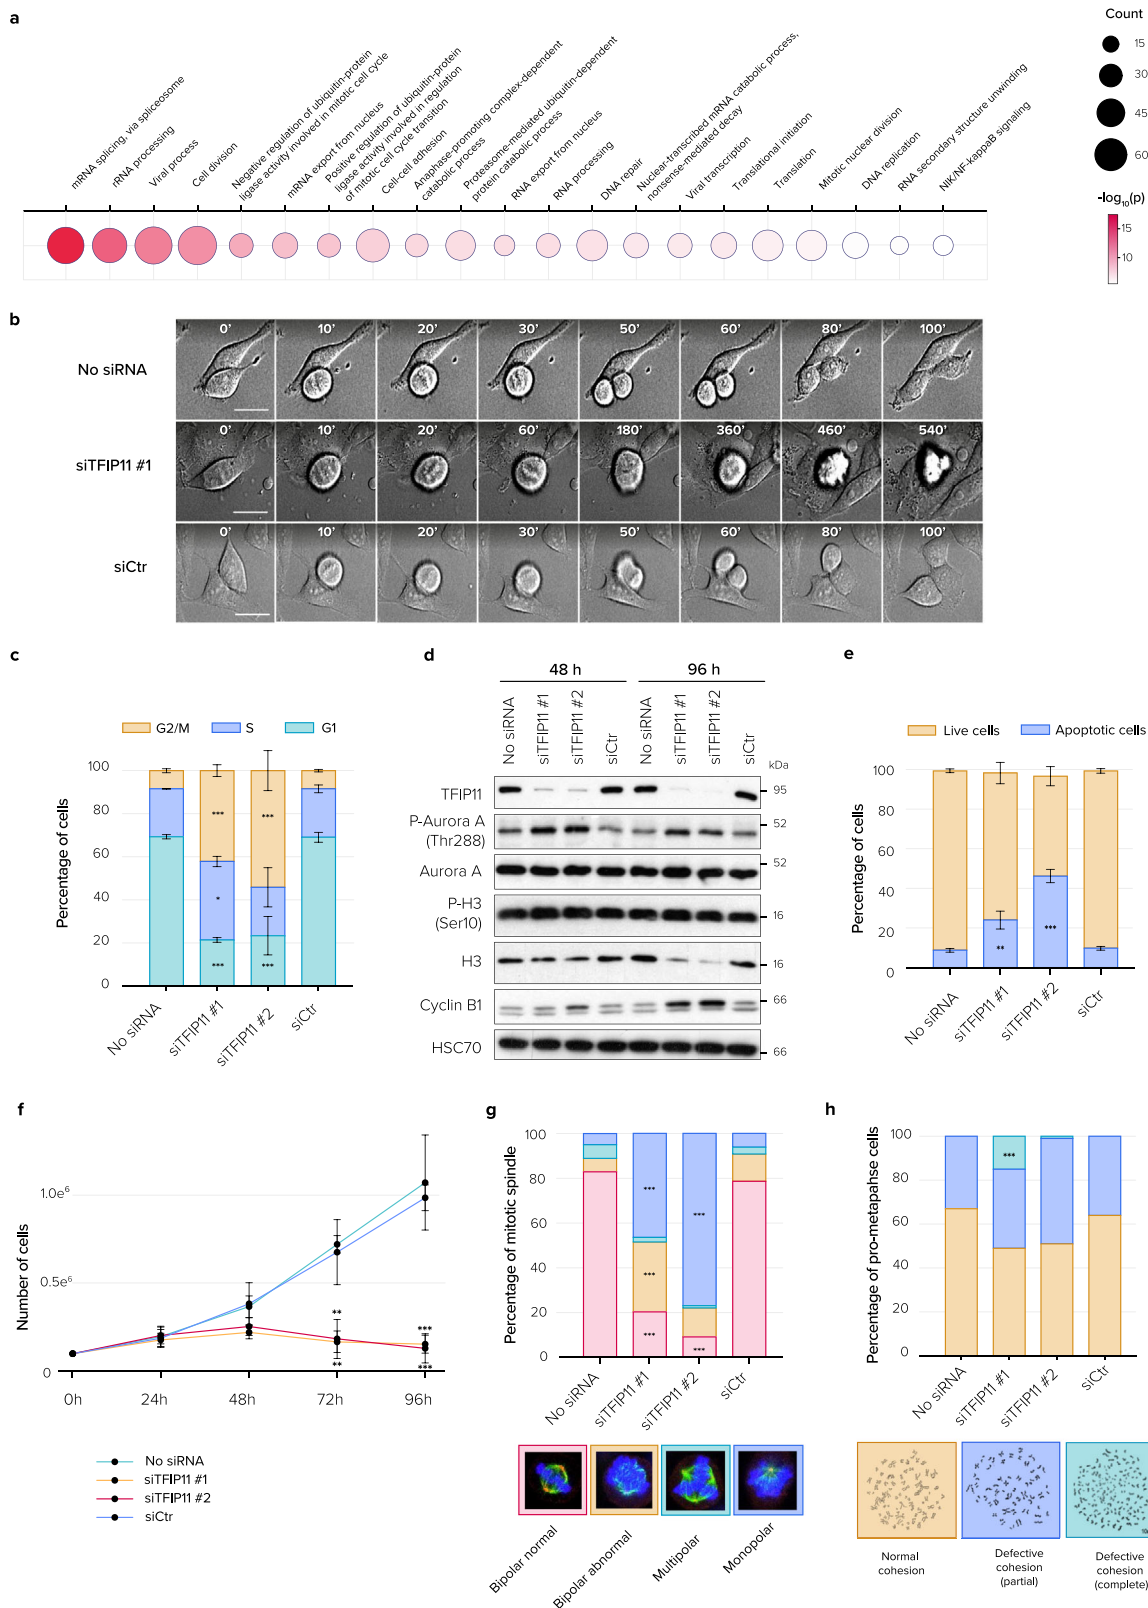 a
mRNA splicing, via spliceosome
rRNA processing
Viral process
Cell division
Negative regulation of ubiquitin-protein
ligase activity involved in mitotic cell cycle
mRNA export from nucleus
Positive regulation of ubiquitin-protein
ligase activity involved in regulation
of mitotic cell cycle transition
Cell-cell adhesion
Anaphase-promoting complex-dependent
catabolic process
Proteasome-mediated ubiquitin-dependent
protein catabolic process
RNA export from nucleus
RNA processing
DNA repair
Nuclear-transcribed mRNA catabolic process,
nonsense-mediated decay
Viral transcription
Translational initiation
Translation
Mitotic nuclear division
DNA replication
RNA secondary structure unwinding
NIK/NF-kappaB signaling
Count
15
30
45
60
-log10(p)
15
10
b
No siRNA
0' 10' 20' 30' 50' 60' 80' 100'
siTFIP11 #1
0' 10' 20' 60' 180' 360' 460' 540'
siCtr
0' 10' 20' 30' 50' 60' 80' 100'
c
G2/M S G1
Percentage of cells
100
80
60
40
20
0
***
*
***
***
***
No siRNA
siTFIP11 #1
siTFIP11 #2
siCtr
d
48 h 96 h
No siRNA
siTFIP11 #1
siTFIP11 #2
siCtr
No siRNA
siTFIP11 #1
siTFIP11 #2
siCtr
kDa
TFIP11 95
P-Aurora A
(Thr288)
52
Aurora A 52
P-H3
(Ser10)
16
H3 16
Cyclin B1 66
HSC70 66
e
Live cells Apoptotic cells
Percentage of cells
100
80
60
40
20
0
**
***
No siRNA
siTFIP11 #1
siTFIP11 #2
siCtr
f
Number of cells
1.0e6
0.5e6
0
**
**
***
***
0h 24h 48h 72h 96h
No siRNA
siTFIP11 #1
siTFIP11 #2
siCtr
g
Percentage of mitotic spindle
100
80
60
40
20
0
***
***
***
***
***
No siRNA
siTFIP11 #1
siTFIP11 #2
siCtr
Bipolar normal
Bipolar abnormal
Multipolar
Monopolar
h
Percentage of pro-metapahse cells
100
80
60
40
20
0
***
No siRNA
siTFIP11 #1
siTFIP11 #2
siCtr
Normal
cohesion
Defective
cohesion
(partial)
Defective
cohesion
(complete)